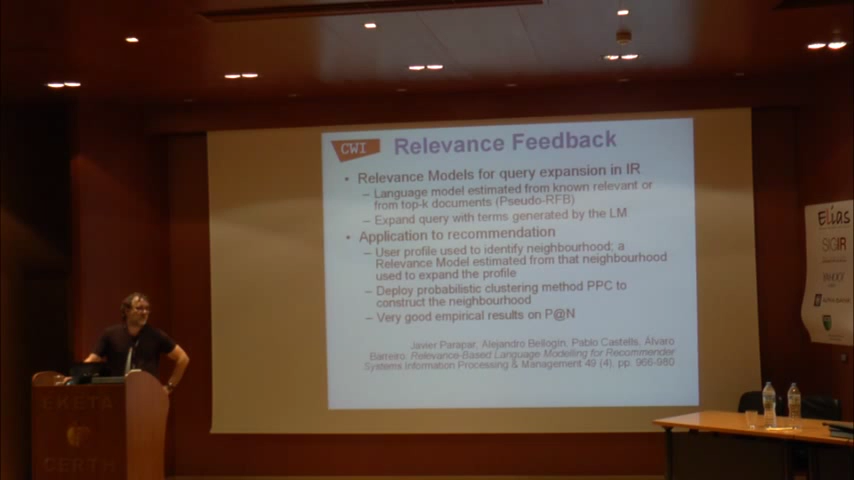 CWI Relevance Feedback
• Relevance Models for query expansion in IR
– Language model estimated from known relevant or
from top-k documents (Pseudo-RFB)
– Expand query with terms generated by the LM
• Application to recommendation
– User profile used to identify neighbourhood; a
Relevance Model estimated from that neighbourhood
used to expand the profile
– Deploy probabilistic clustering method PPC to
construct the neighbourhood
– Very good empirical results on P@N
Javier Parapar, Alejandro Bellogín, Pablo Castells, Álvaro
Barreiro. Relevance-Based Language Modelling for Recommender
Systems Information Processing & Management 49 (4), pp. 966-980
Elias
SIGIR
YAHOO!
EKETA
CERTH